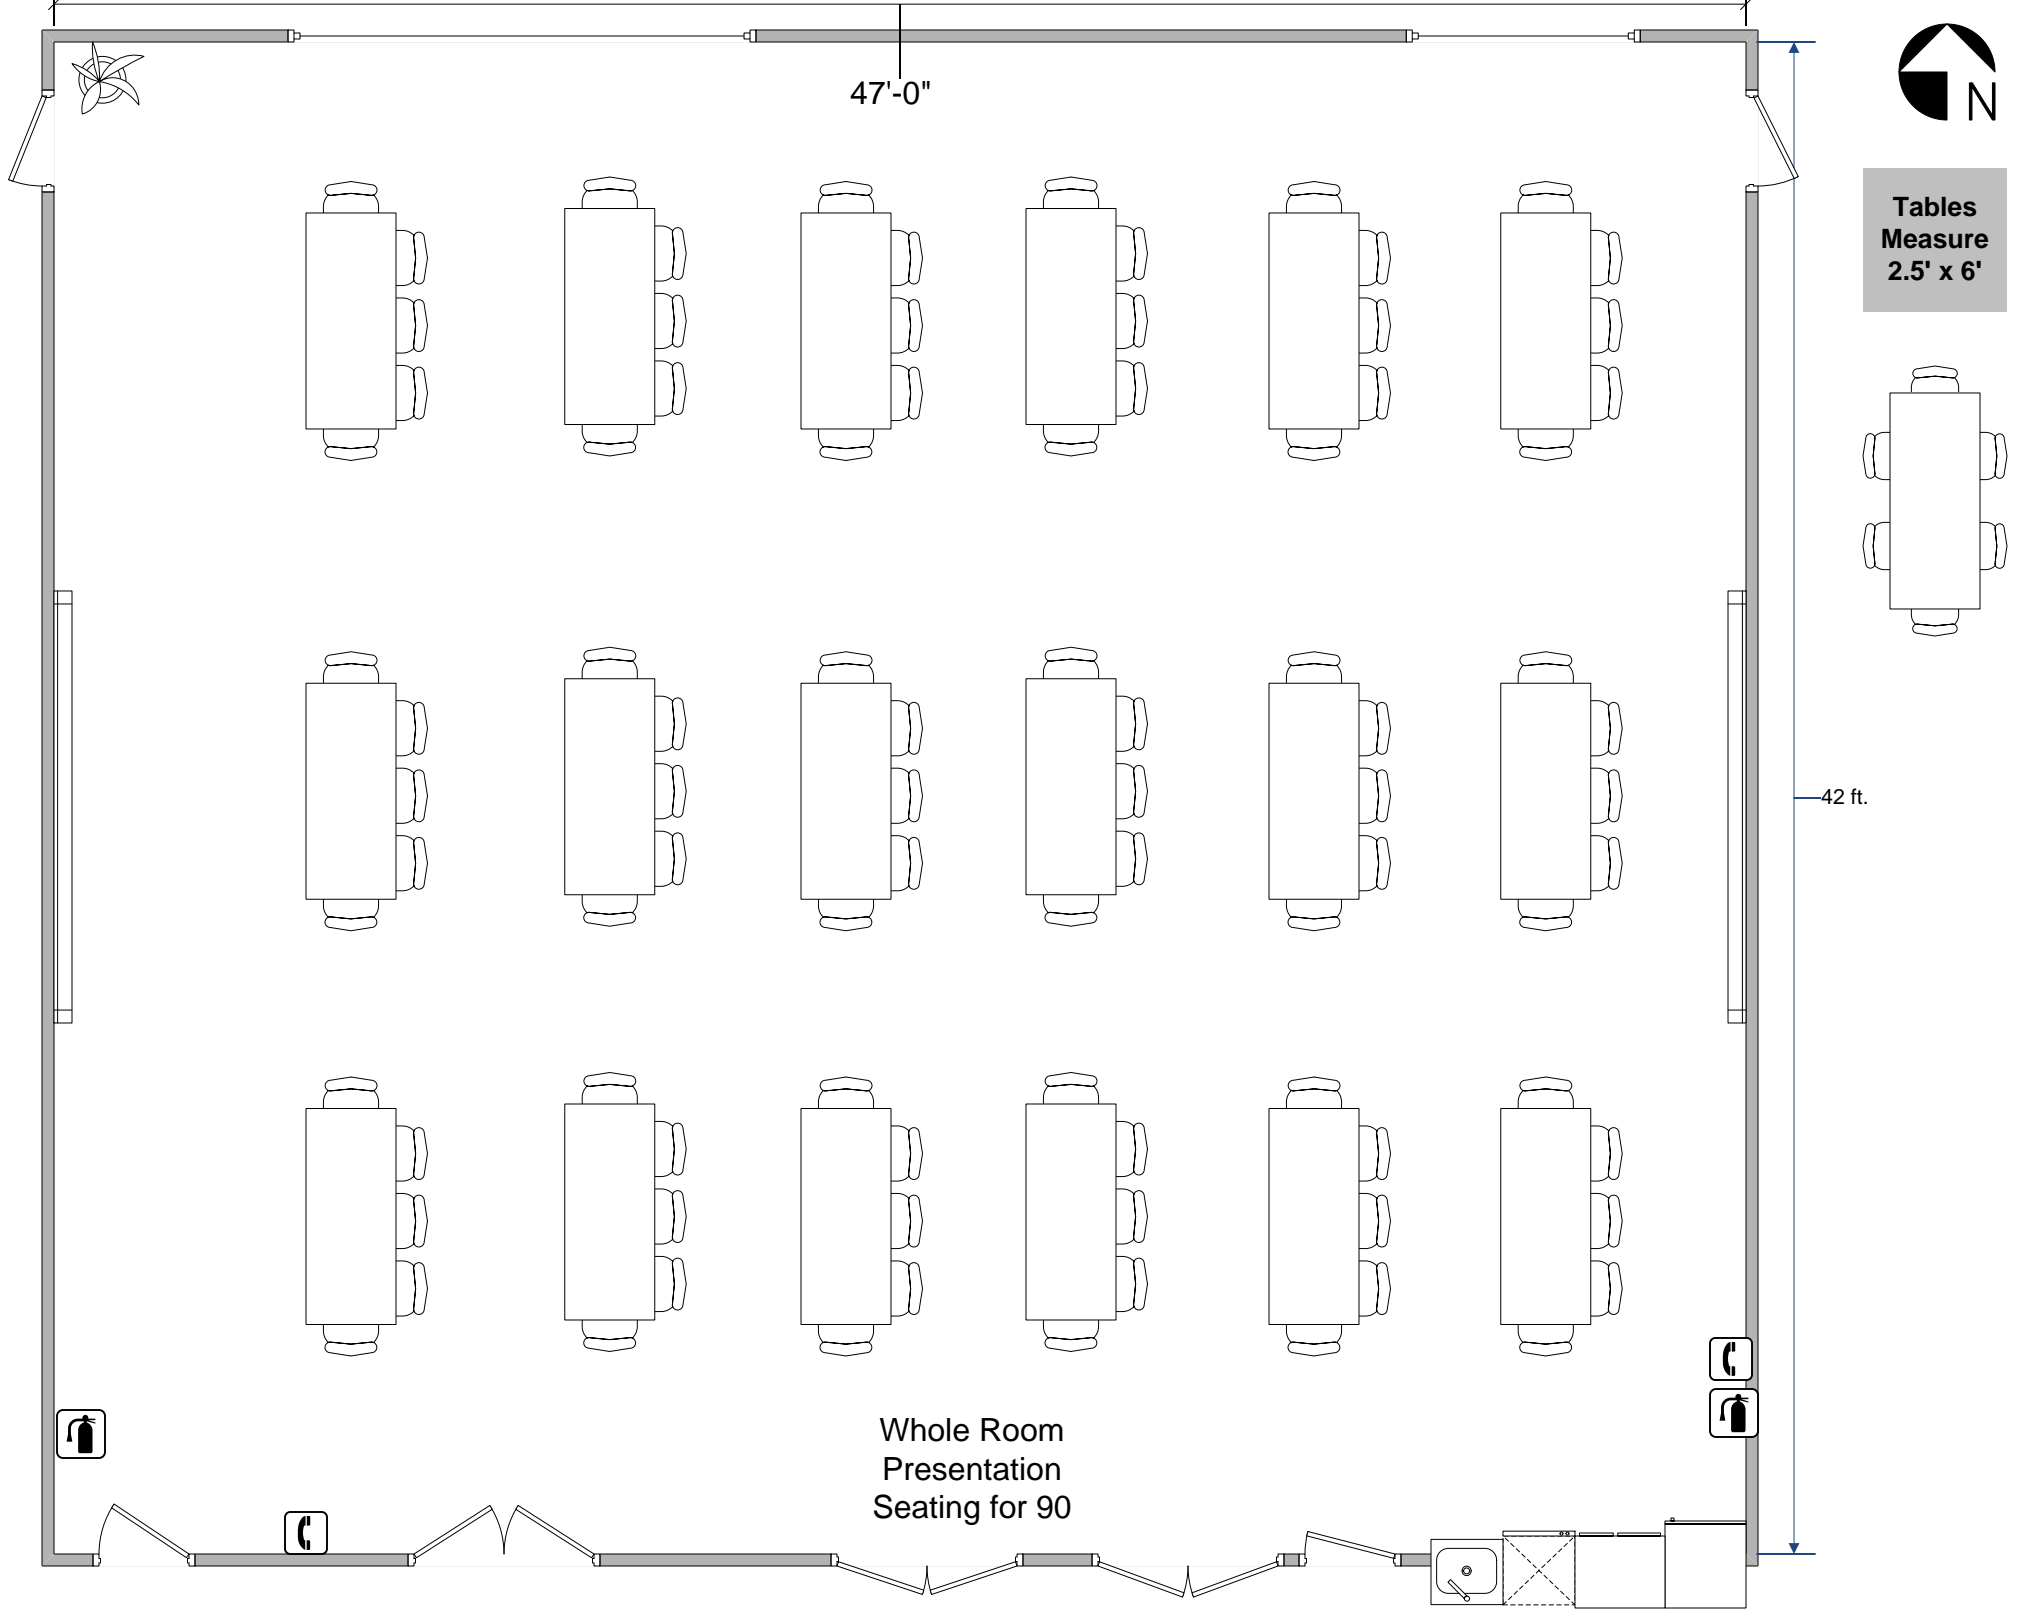 47'-0"
N
Tables
Measure
2.5' x 6'
42 ft.
Whole Room
Presentation
Seating for 90